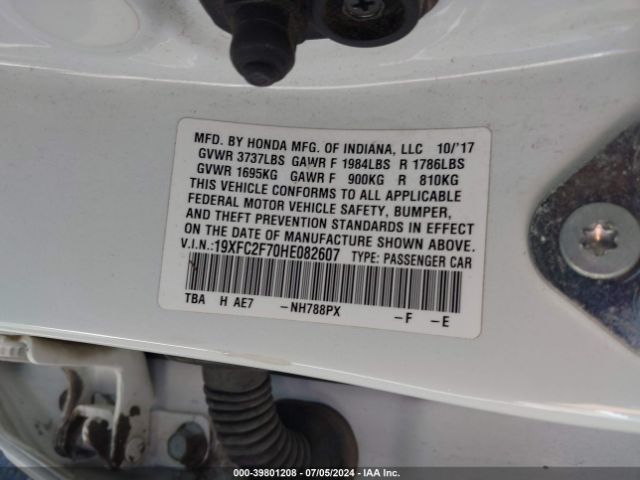 MFD. BY HONDA MFG. OF INDIANA, LLC 10/'17
GVWR 3737LBS GAWR F 1984LBS R 1786LBS
GVWR 1695KG GAWR F 900KG R 810KG
THIS VEHICLE CONFORMS TO ALL APPLICABLE
FEDERAL MOTOR VEHICLE SAFETY, BUMPER,
AND THEFT PREVENTION STANDARDS IN EFFECT
ON THE DATE OF MANUFACTURE SHOWN ABOVE.
V.I.N.: 19XFC2F70HE082607 TYPE: PASSENGER CAR
TBA H AE7 -NH788PX -F -E
000-39801208 - 07/05/2024 - IAA Inc.